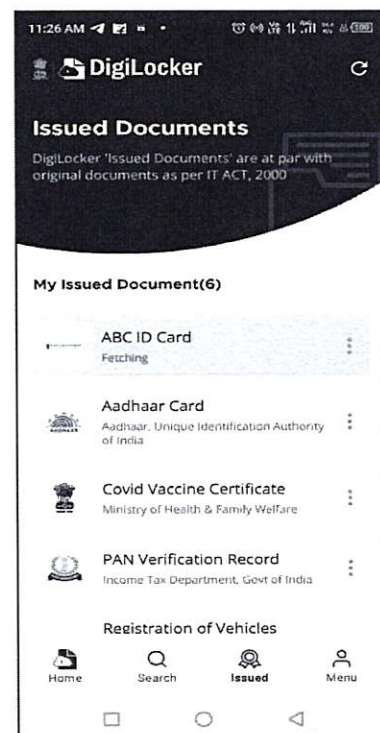 11:26 AM
100
DigiLocker
Issued Documents
DigiLocker 'Issued Documents' are at par with
original documents as per IT ACT, 2000
My Issued Document(6)
ABC ID Card
Fetching
Aadhaar Card
Aadhaar, Unique Identification Authority
of India
Covid Vaccine Certificate
Ministry of Health & Family Welfare
PAN Verification Record
Income Tax Department, Govt of India
Registration of Vehicles
Home Search Issued Menu